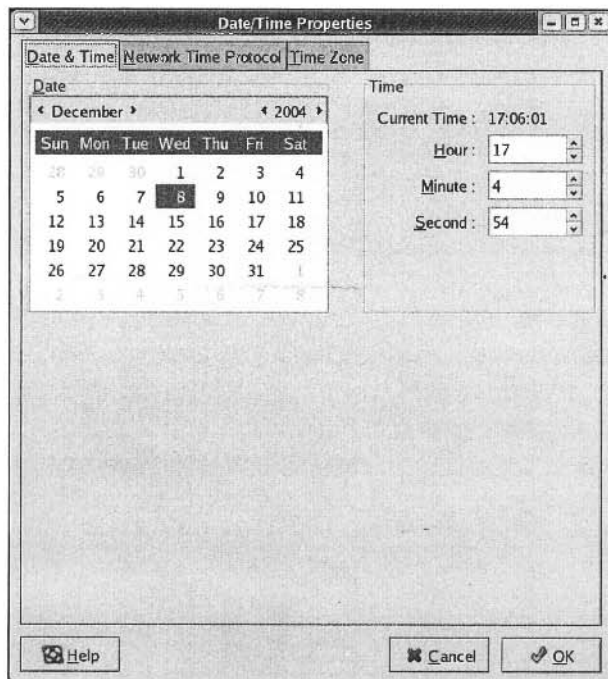 Date/Time Properties
Date & Time Network Time Protocol Time Zone
Date
December 2004
Sun Mon Tue Wed Thu Fri Sat
28 29 30 1 2 3 4
5 6 7 8 9 10 11
12 13 14 15 16 17 18
19 20 21 22 23 24 25
26 27 28 29 30 31 1
2 3 4 5 6 7 8
Time
Current Time : 17:06:01
Hour : 17
Minute : 4
Second : 54
Help
Cancel
OK